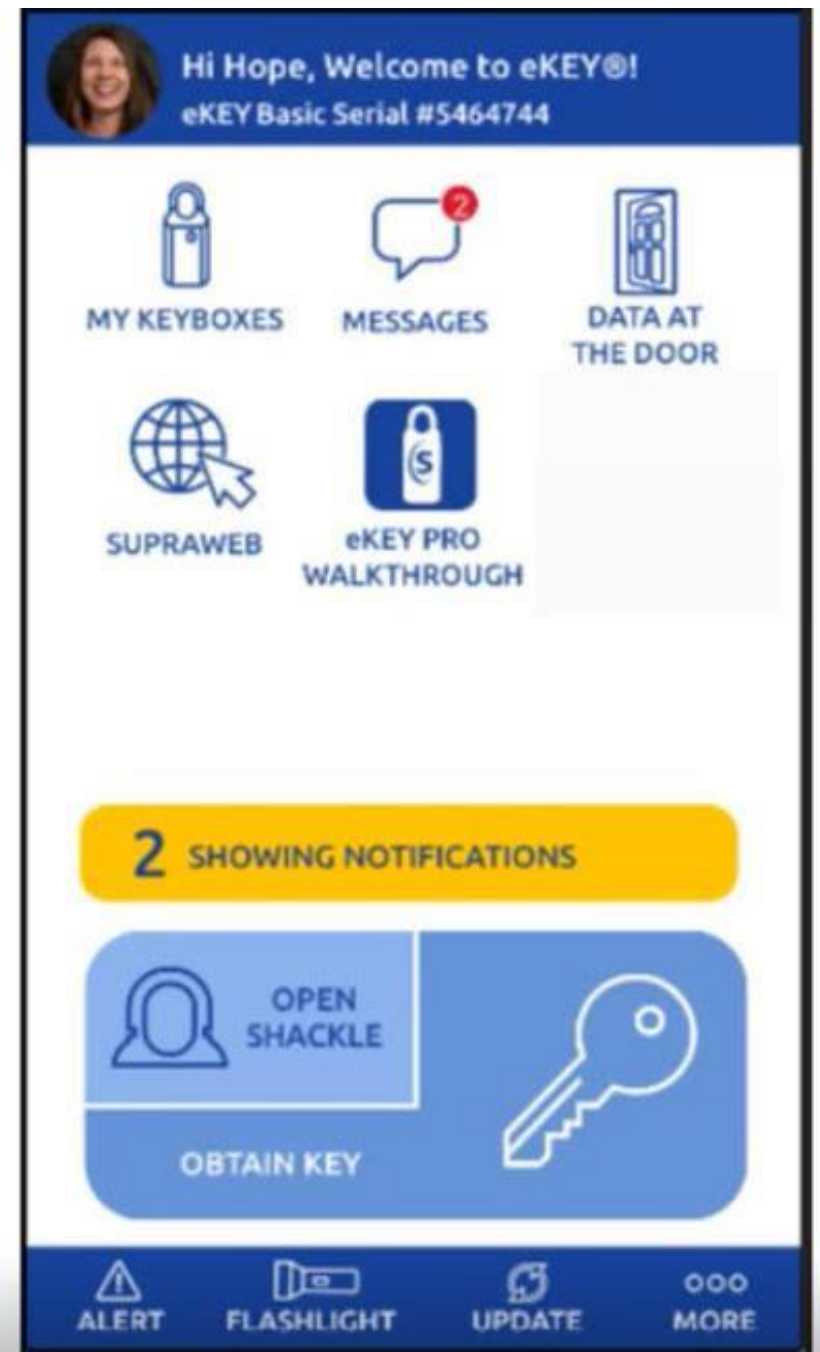 Hi Hope, Welcome to eKEY®!
eKEY Basic Serial #5464744
2
MY KEYBOXES
MESSAGES
DATA AT
THE DOOR
S
SUPRAWEB
eKEY PRO
WALKTHROUGH
2 SHOWING NOTIFICATIONS
OPEN
SHACKLE
OBTAIN KEY
ALERT
FLASHLIGHT
UPDATE
MORE